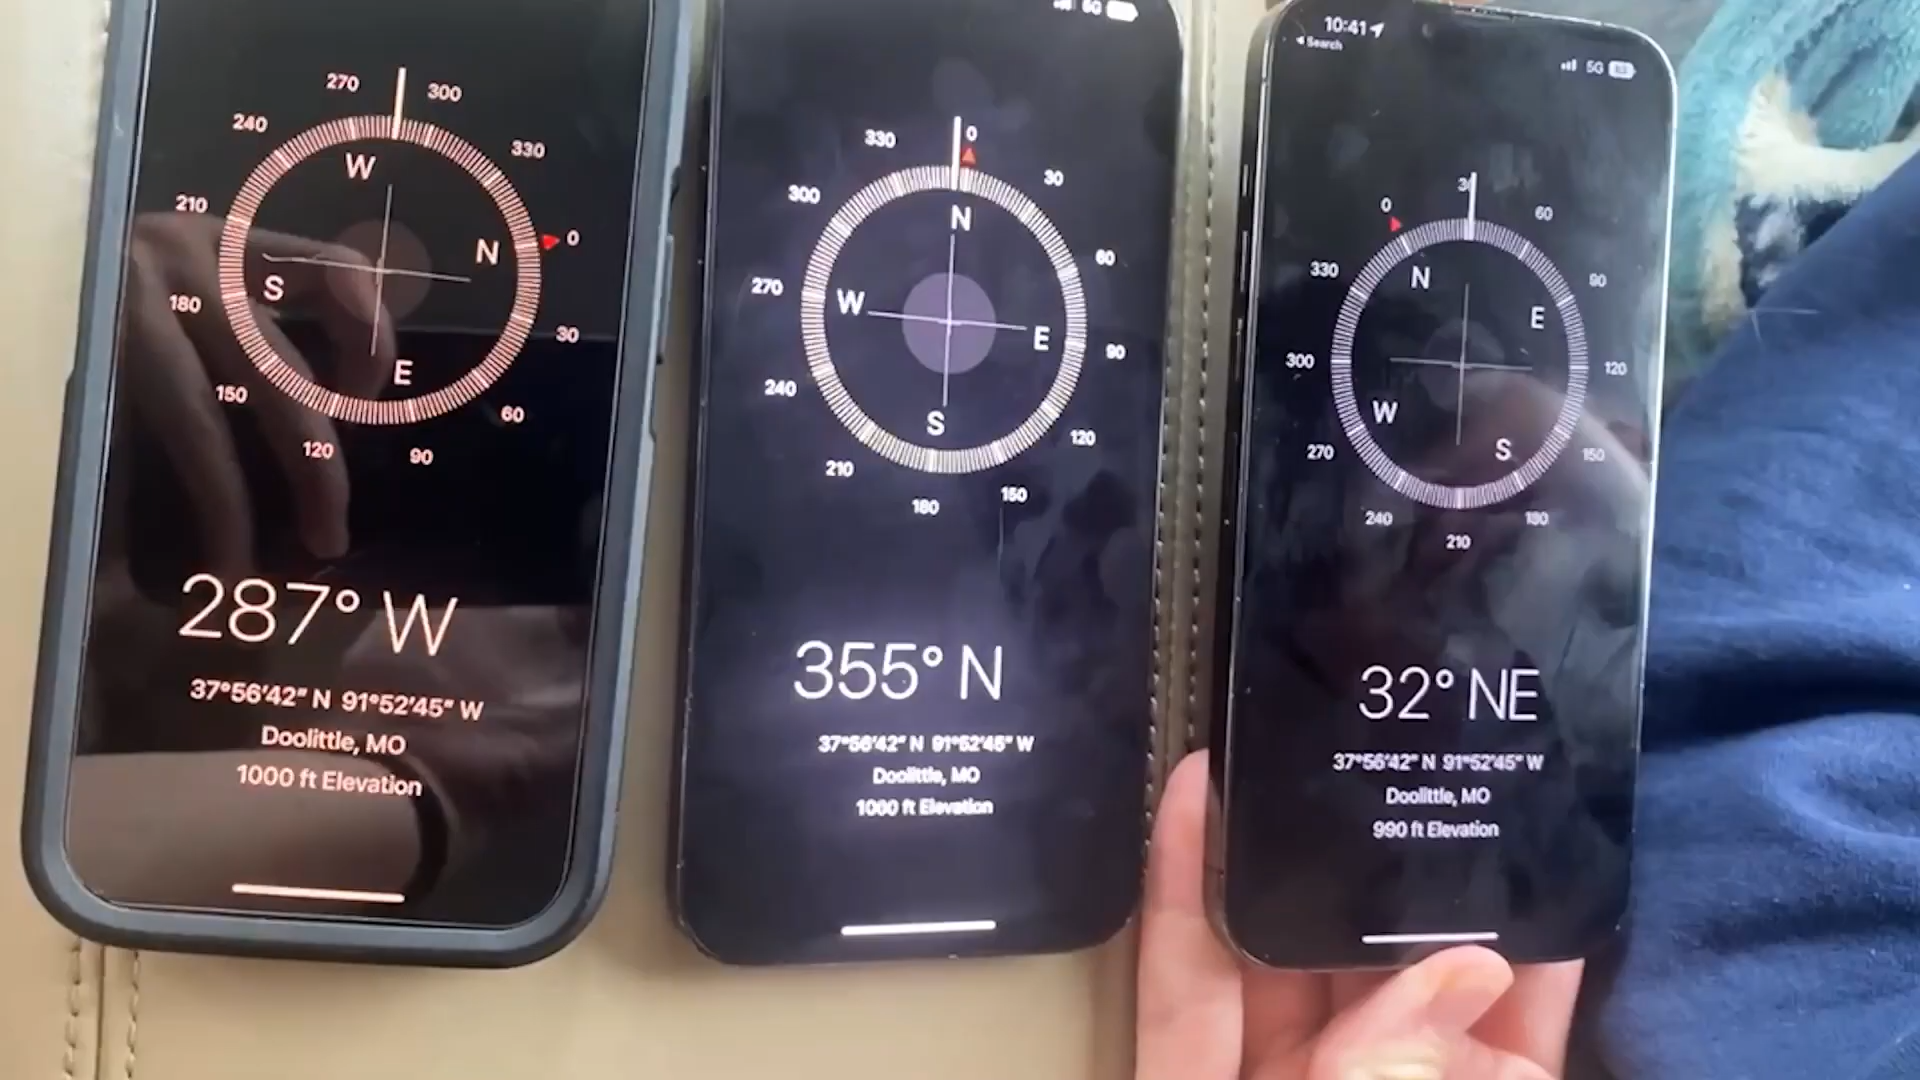 270
300
240
330
W
210
0
N
S
180
30
E
150
60
120
90
287° W
37°56'42" N 91°52'45" W
Doolittle, MO
1000 ft Elevation
5G
330
0
30
300
N
60
270
W
E
90
240
S
120
210
150
180
355° N
37°56'42" N 91°52'45" W
Doolittle, MO
1000 ft Elevation
10:41
Search
5G
30
0
60
330
N
90
E
300
120
W
270
S
150
240
180
210
32° NE
37°56'42" N 91°52'45" W
Doolittle, MO
990 ft Elevation